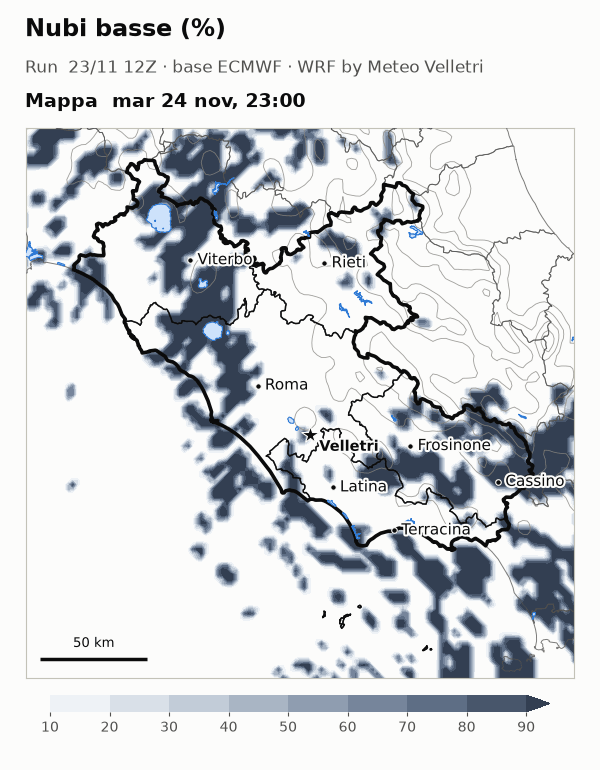 Nubi basse (%)
Run  23/11 12Z · base ECMWF · WRF by Meteo Velletri
Mappa  mar 24 nov, 23:00
Viterbo
Rieti
Roma
Velletri
Frosinone
Cassino
Latina
Terracina
50 km
10 20 30 40 50 60 70 80 90